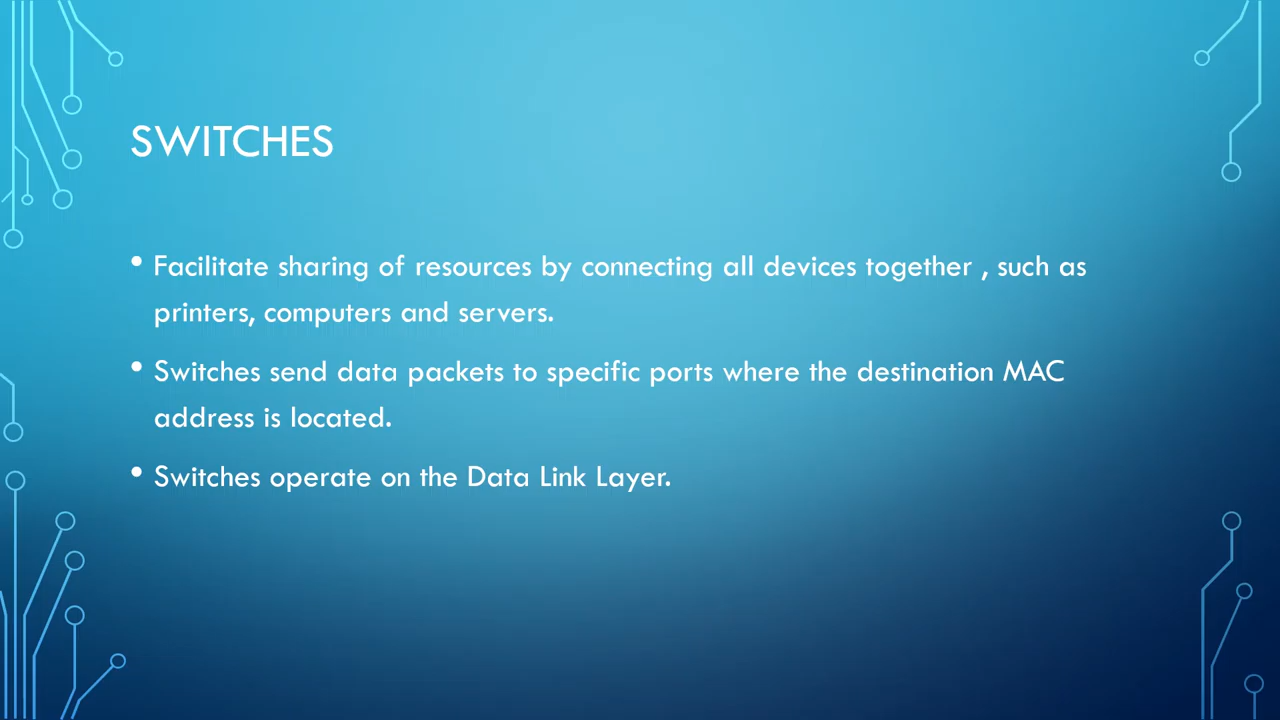 SWITCHES
• Facilitate sharing of resources by connecting all devices together , such as
printers, computers and servers.
• Switches send data packets to specific ports where the destination MAC
address is located.
• Switches operate on the Data Link Layer.